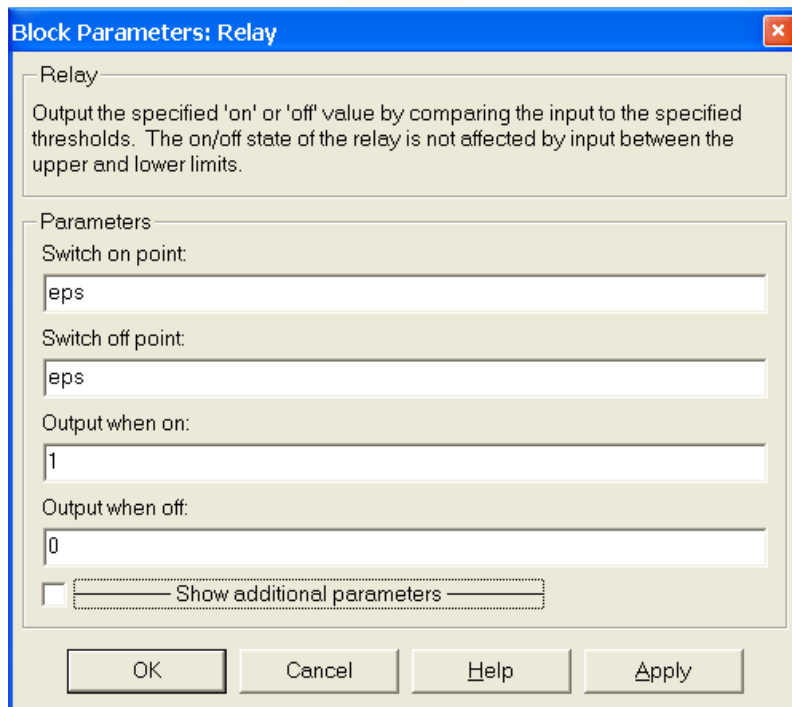 Block Parameters: Relay
Relay
Output the specified 'on' or 'off' value by comparing the input to the specified
thresholds.  The on/off state of the relay is not affected by input between the
upper and lower limits.
Parameters
Switch on point:
eps
Switch off point:
eps
Output when on:
1
Output when off:
0
Show additional parameters
OK
Cancel
Help
Apply